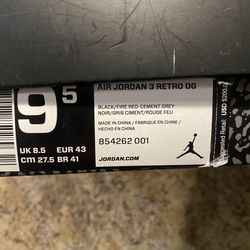 9 5
UK 8.5 EUR 43
CM 27.5 BR 41
AIR JORDAN 3 RETRO OG
BLACK/FIRE RED-CEMENT GREY
NOIR/GRIS CIMENT/ROUGE FEU
MADE IN CHINA / FABRIQUE EN CHINE /
HECHO EN CHINA
854262 001
JORDAN.COM
USD